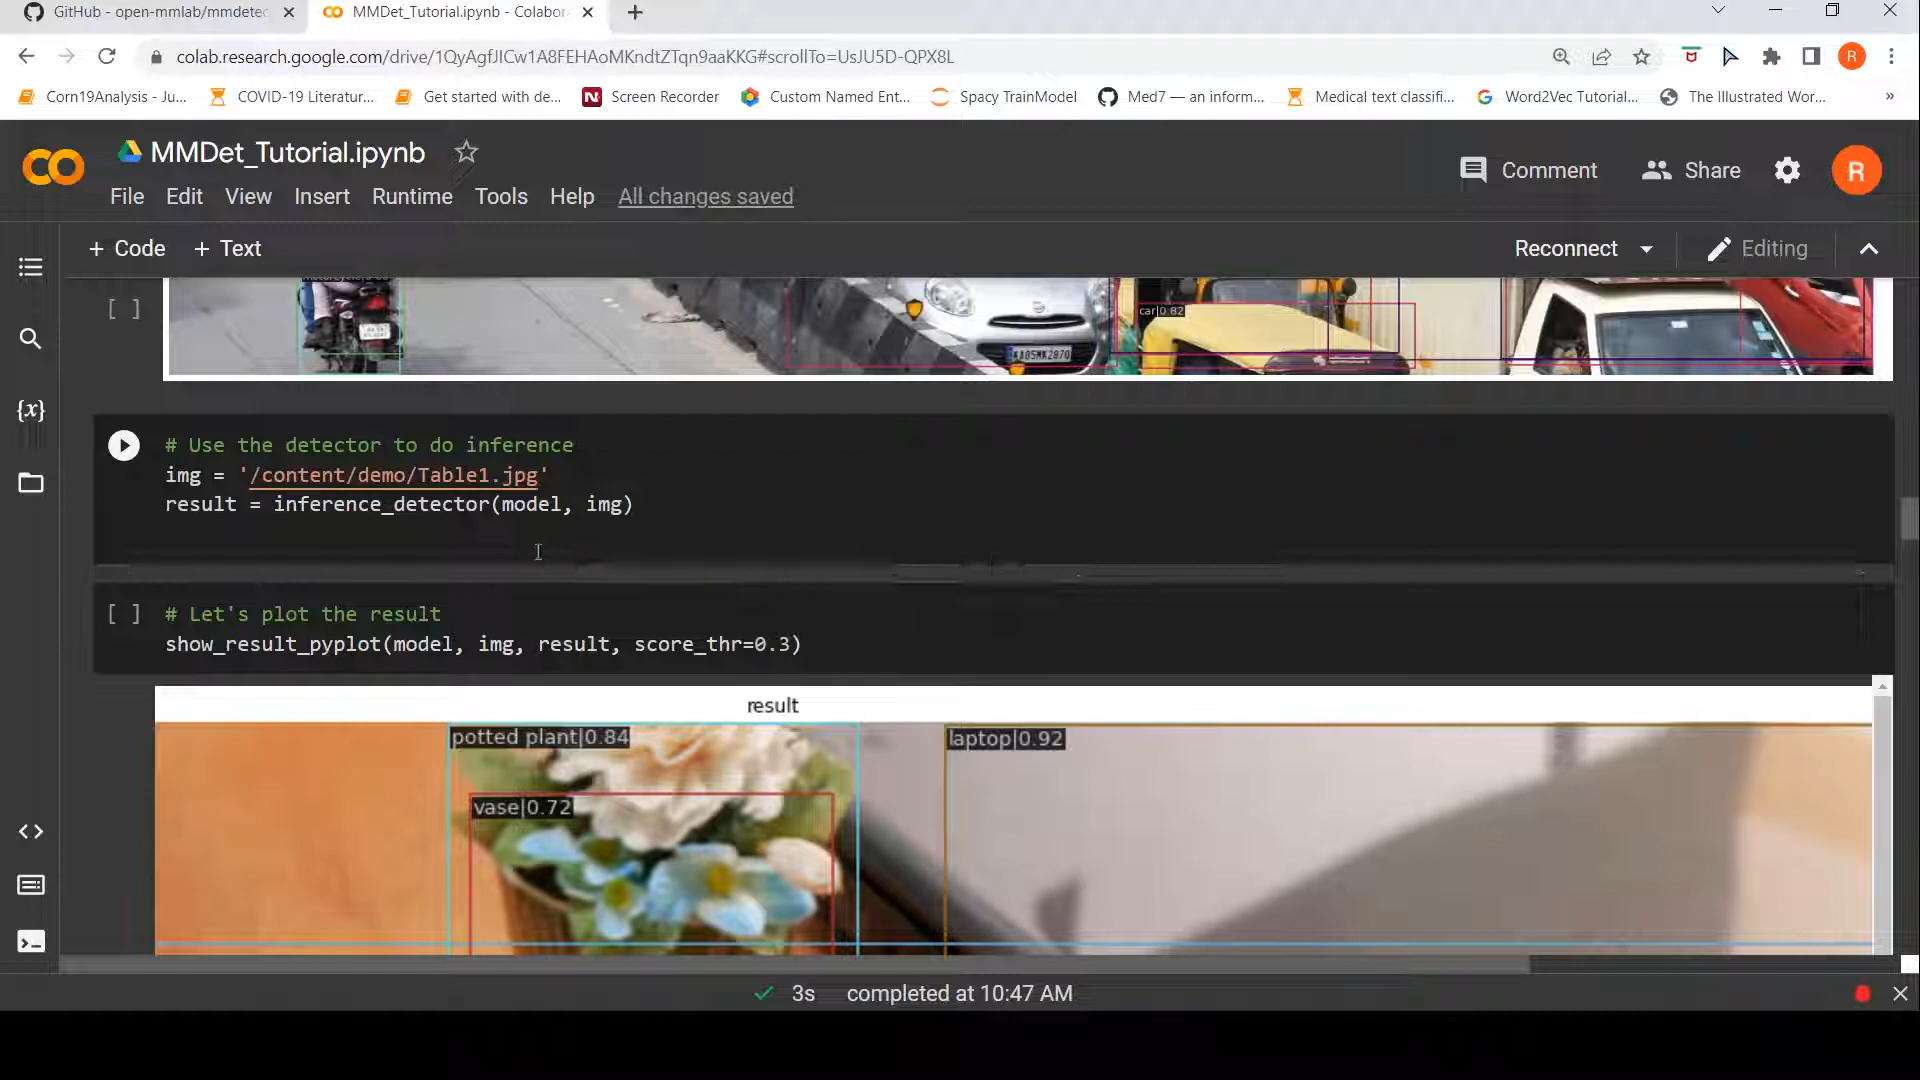 GitHub - open-mmlab/mmdetec
MMDet_Tutorial.ipynb - Colabor
colab.research.google.com/drive/1QyAgfJICw1A8FEHAoMKndtZTqn9aaKKG#scrollTo=UsJU5D-QPX8L
R
Corn19Analysis - Ju...
COVID-19 Literatur...
Get started with de...
Screen Recorder
Custom Named Ent...
Spacy TrainModel
Med7 — an inform...
Medical text classifi...
Word2Vec Tutorial...
The Illustrated Wor...
»
MMDet_Tutorial.ipynb
Comment
Share
R
File Edit View Insert Runtime Tools Help All changes saved
+ Code + Text
Reconnect
Editing
[ ]
car|0.82
KA05MK2870
# Use the detector to do inference
img = '/content/demo/Table1.jpg'
result = inference_detector(model, img)
[ ] # Let's plot the result
show_result_pyplot(model, img, result, score_thr=0.3)
result
potted plant|0.84
laptop|0.92
vase|0.72
{x}
3s completed at 10:47 AM